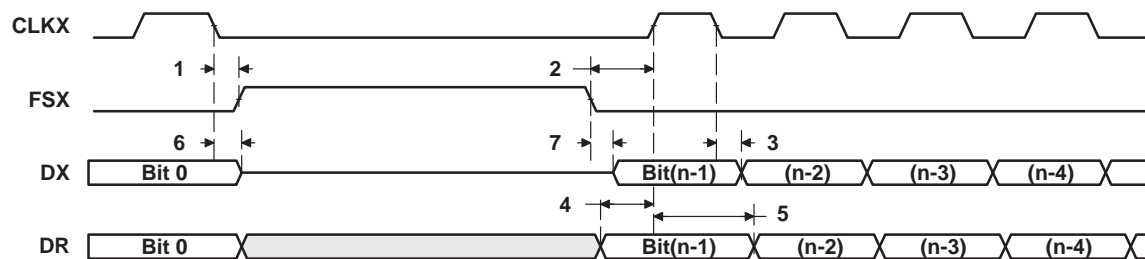 CLKX
1
2
FSX
6
7
3
DX
Bit 0
Bit(n-1)
(n-2)
(n-3)
(n-4)
4
5
DR
Bit 0
Bit(n-1)
(n-2)
(n-3)
(n-4)